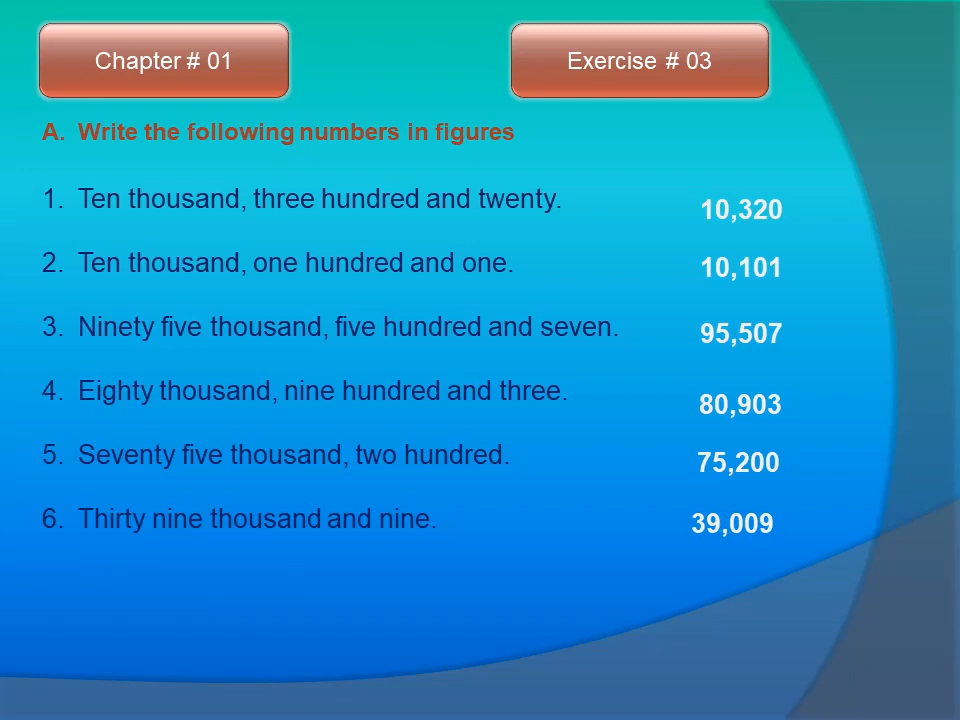 Chapter # 01
Exercise # 03
A. Write the following numbers in figures
1. Ten thousand, three hundred and twenty. 10,320
2. Ten thousand, one hundred and one. 10,101
3. Ninety five thousand, five hundred and seven. 95,507
4. Eighty thousand, nine hundred and three. 80,903
5. Seventy five thousand, two hundred. 75,200
6. Thirty nine thousand and nine. 39,009